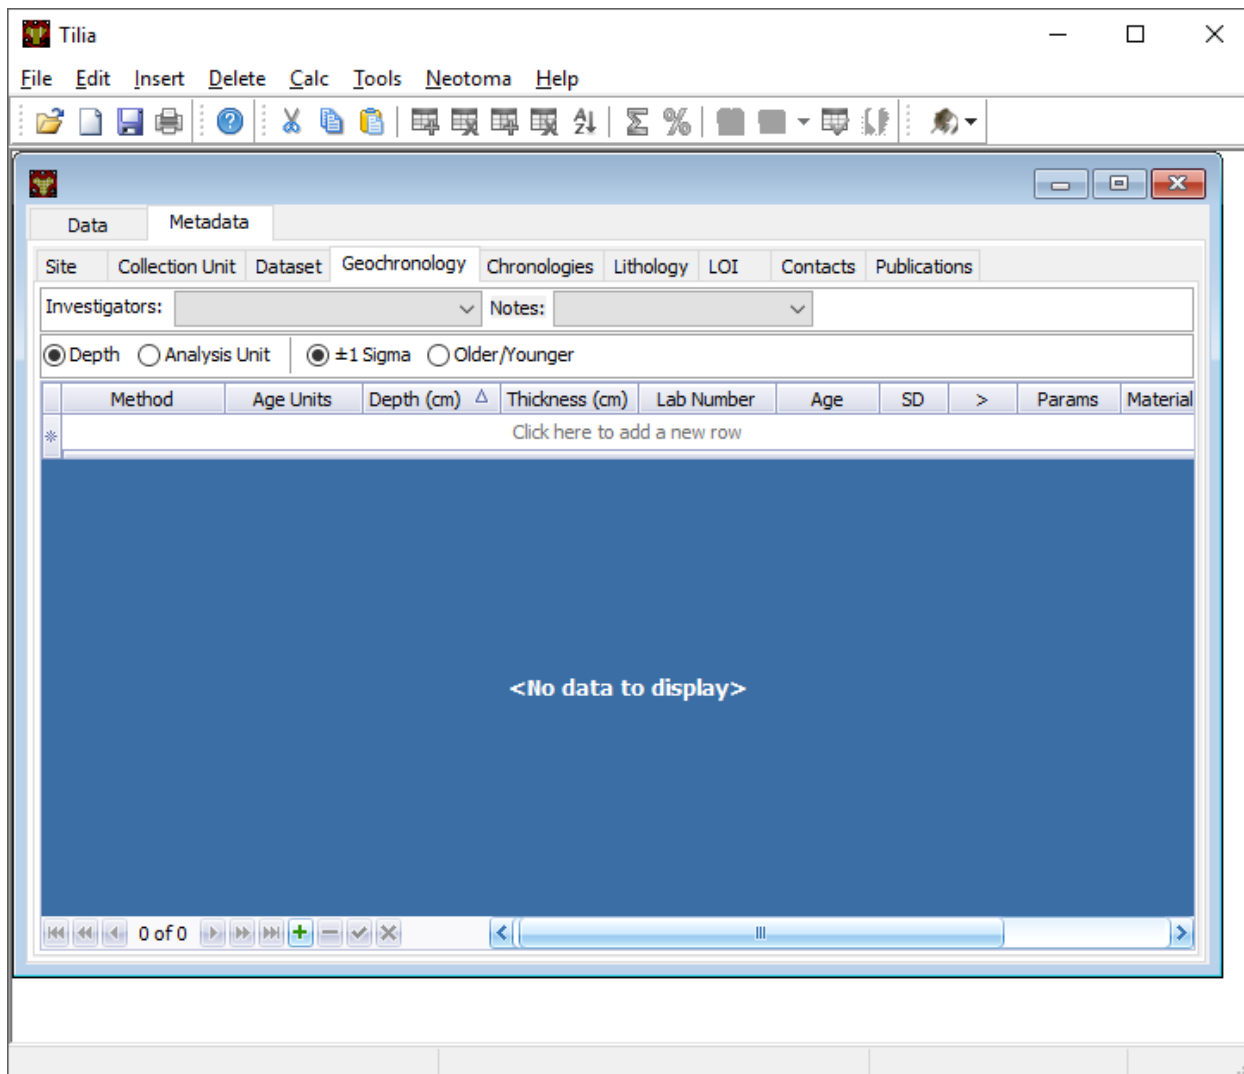 Tilia
File Edit Insert Delete Calc Tools Neotoma Help
Data Metadata
Site Collection Unit Dataset Geochronology Chronologies Lithology LOI Contacts Publications
Investigators: Notes:
Depth Analysis Unit ±1 Sigma Older/Younger
Method Age Units Depth (cm) Thickness (cm) Lab Number Age SD > Params Material
Click here to add a new row
<No data to display>
0 of 0